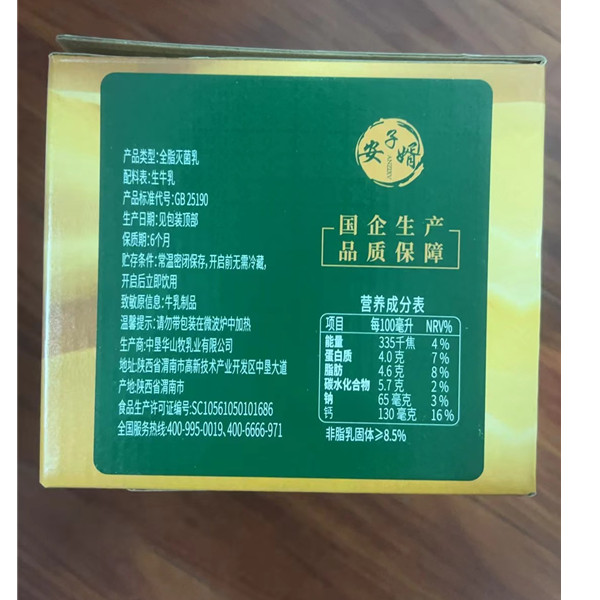 安子婿
ANZIXV
国企生产
品质保障
产品类型:全脂灭菌乳
配料表:生牛乳
产品标准代号:GB 25190
生产日期:见包装顶部
保质期:6个月
贮存条件:常温密闭保存,开启前无需冷藏,
开启后立即饮用
致敏原信息:牛乳制品
温馨提示:请勿带包装在微波炉中加热
生产商:中垦华山牧乳业有限公司
地址:陕西省渭南市高新技术产业开发区中垦大道
产地:陕西省渭南市
食品生产许可证编号:SC10561050101686
全国服务热线:400-995-0019、400-6666-971
营养成分表
项目 每100毫升 NRV%
能量 335千焦 4%
蛋白质 4.0 克 7%
脂肪 4.6 克 8%
碳水化合物 5.7 克 2%
钠 65 毫克 3%
钙 130 毫克 16%
非脂乳固体≥8.5%